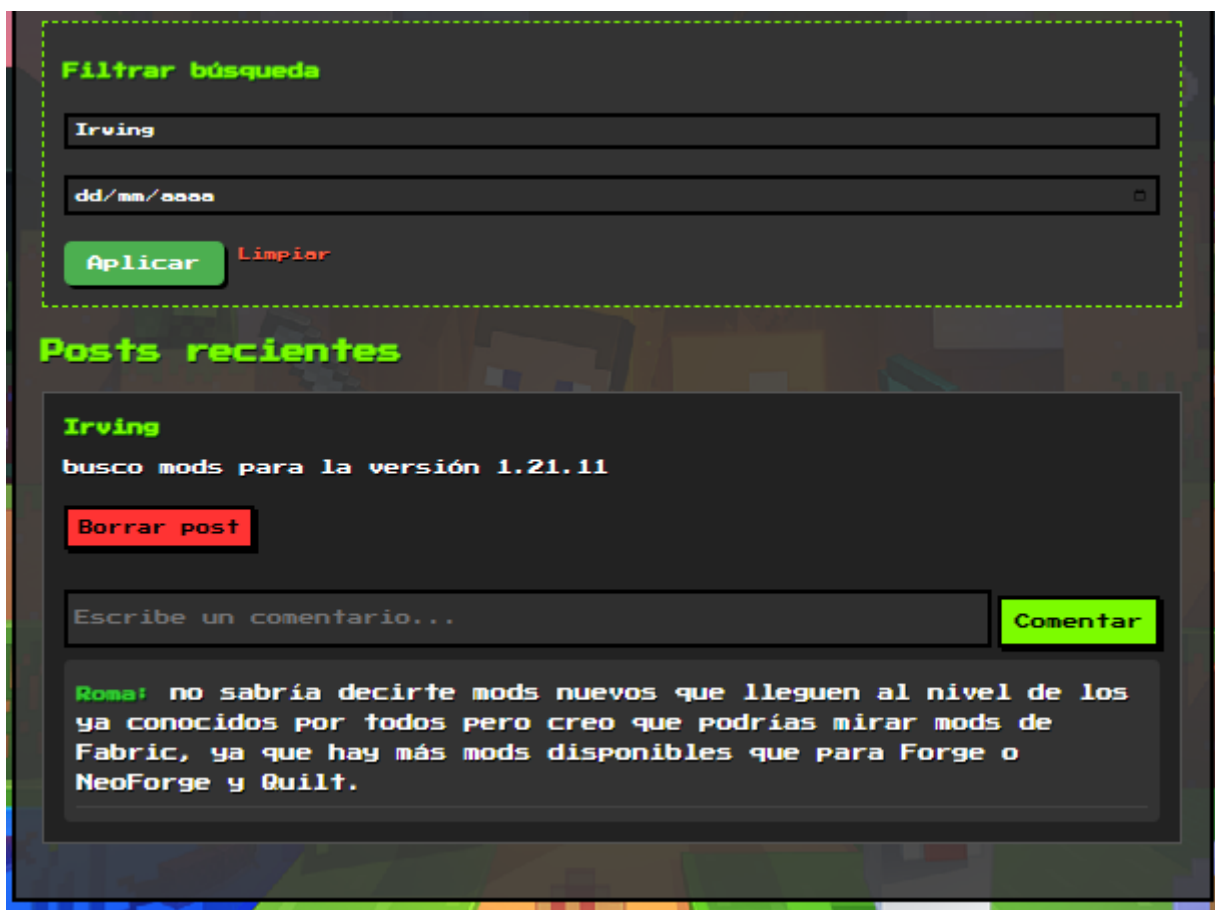 Filtrar búsqueda
Irving
dd/mm/aaaa
Aplicar Limpiar
Posts recientes
Irving
busco mods para la versión 1.21.11
Borrar post
Escribe un comentario...
Comentar
Roma: no sabría decirte mods nuevos que lleguen al nivel de los
ya conocidos por todos pero creo que podrías mirar mods de
Fabric, ya que hay más mods disponibles que para Forge o
NeoForge y Quilt.